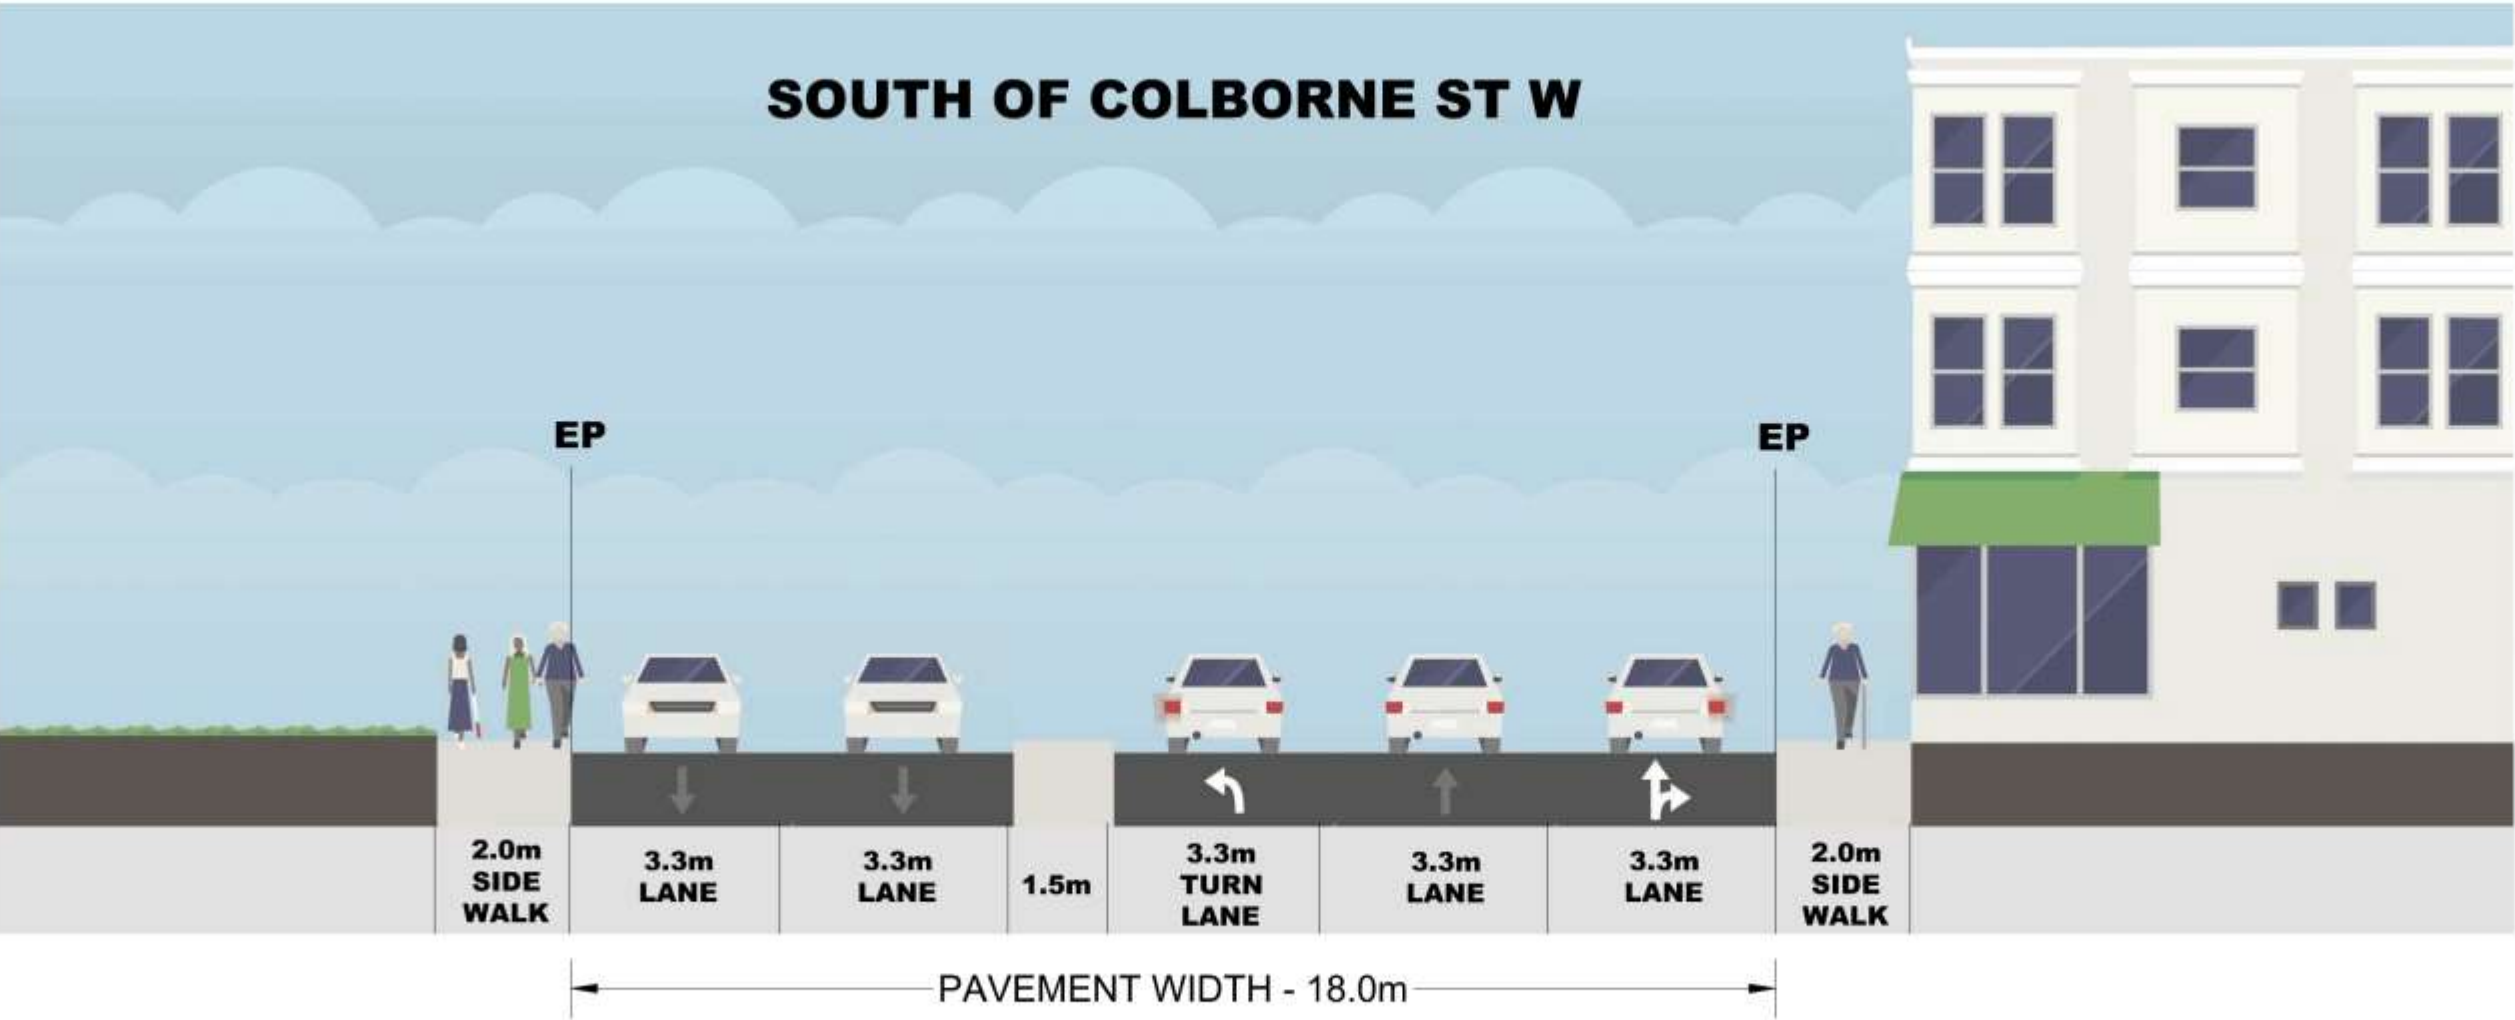 SOUTH OF COLBORNE ST W
EP
EP
2.0m
SIDE
WALK
3.3m
LANE
3.3m
LANE
1.5m
3.3m
TURN
LANE
3.3m
LANE
3.3m
LANE
2.0m
SIDE
WALK
PAVEMENT WIDTH - 18.0m